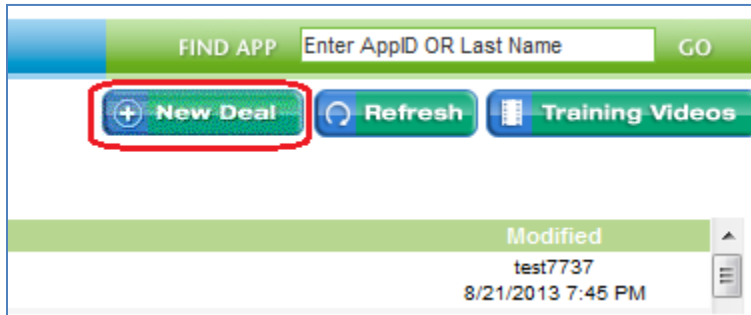 FIND APP Enter AppID OR Last Name GO
New Deal Refresh Training Videos
Modified
test7737
8/21/2013 7:45 PM